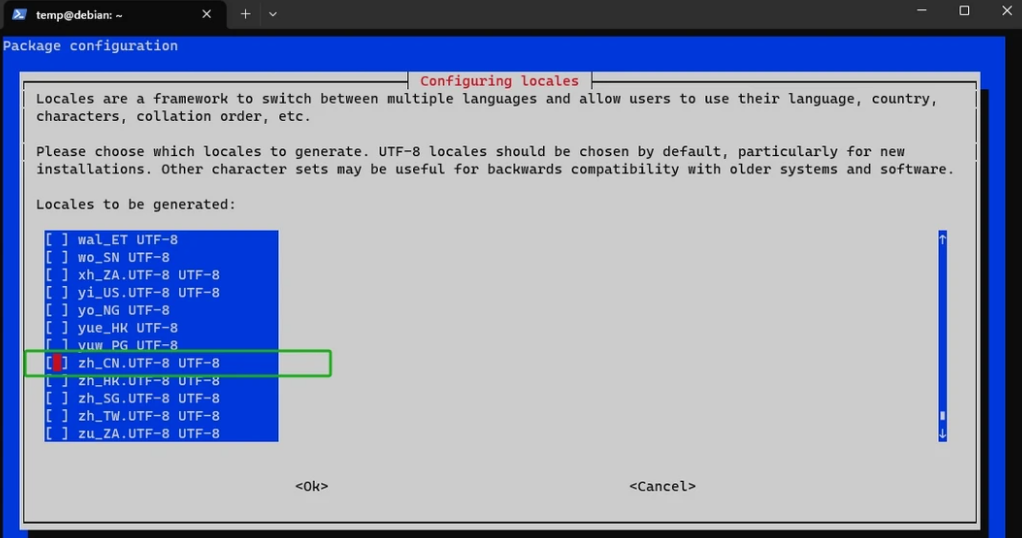 temp@debian: ~
Package configuration
Configuring locales
Locales are a framework to switch between multiple languages and allow users to use their language, country,
characters, collation order, etc.
Please choose which locales to generate. UTF-8 locales should be chosen by default, particularly for new
installations. Other character sets may be useful for backwards compatibility with older systems and software.
Locales to be generated:
[ ] wal_ET UTF-8
[ ] wo_SN UTF-8
[ ] xh_ZA.UTF-8 UTF-8
[ ] yi_US.UTF-8 UTF-8
[ ] yo_NG UTF-8
[ ] yue_HK UTF-8
[ ] yuw_PG UTF-8
[ ] zh_CN.UTF-8 UTF-8
[ ] zh_HK.UTF-8 UTF-8
[ ] zh_SG.UTF-8 UTF-8
[ ] zh_TW.UTF-8 UTF-8
[ ] zu_ZA.UTF-8 UTF-8
<Ok> <Cancel>